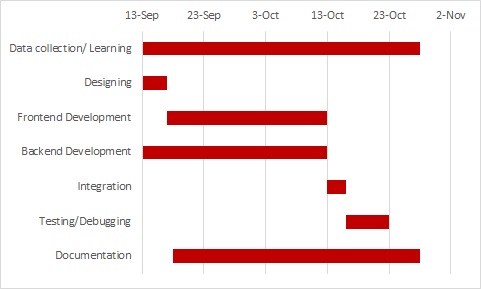 13-Sep 23-Sep 3-Oct 13-Oct 23-Oct 2-Nov
Data collection/ Learning
Designing
Frontend Development
Backend Development
Integration
Testing/Debugging
Documentation